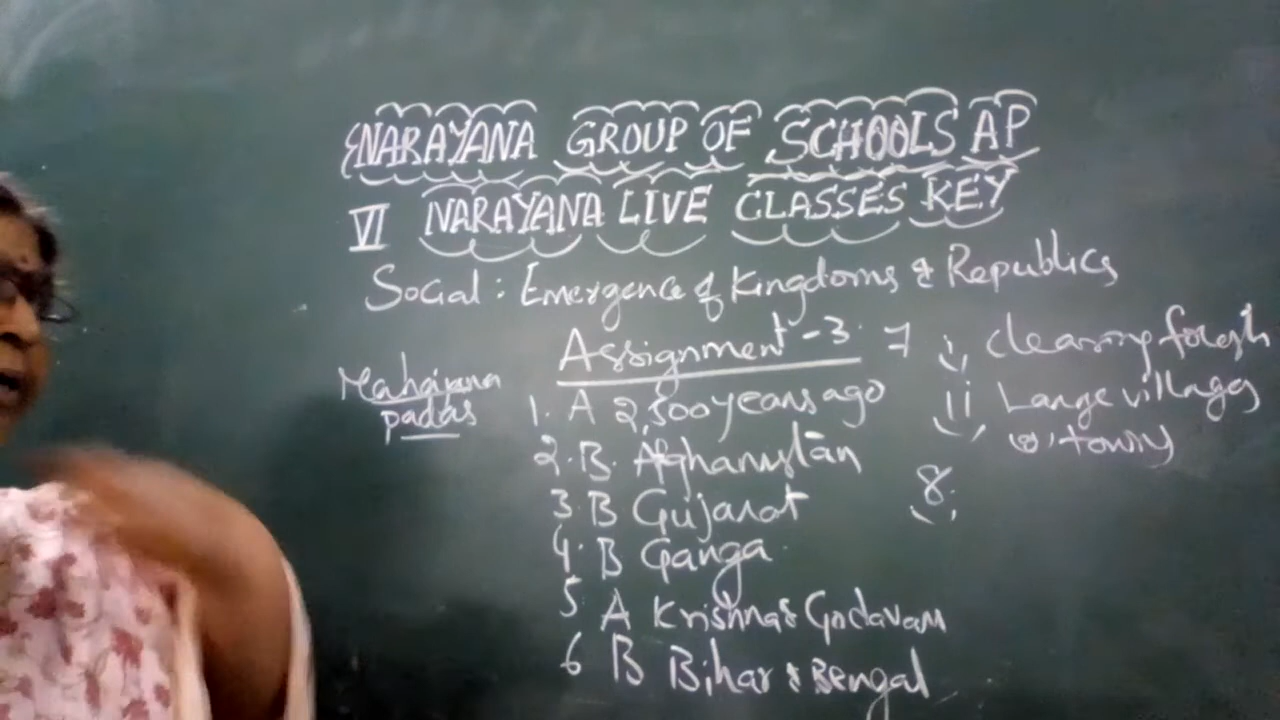 NARAYANA GROUP OF SCHOOLS AP
VI NARAYANA LIVE CLASSES KEY
Social : Emergence of Kingdoms & Republics
Assignment - 3
Mahajana
padas
1. A 2,500 years ago
2. B. Afghanistan
3. B Gujarat
4. B Ganga
5 A Krishna & Godavari
6 B Bihar & Bengal
7 i, clearing forests
ii, Large villages
or towns
8.